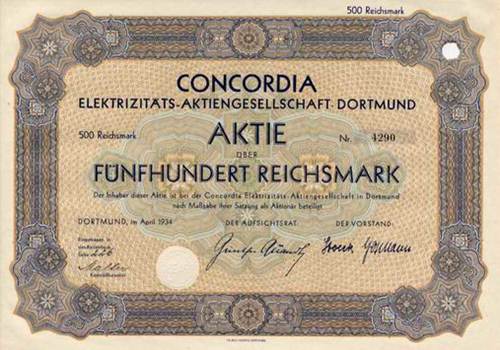 500 Reichsmark
CONCORDIA
ELEKTRIZITÄTS-AKTIENGESELLSCHAFT DORTMUND
500 Reichsmark
AKTIE
Nr. 4290
ÜBER
FÜNFHUNDERT REICHSMARK
Der Inhaber dieser Aktie ist bei der Concordia Elektrizitäts-Aktiengesellschaft in Dortmund
nach Maßgabe ihrer Satzung als Aktionär beteiligt.
DORTMUND, im April 1934
DER AUFSICHTSRAT.
DER VORSTAND.
Eingetragen in